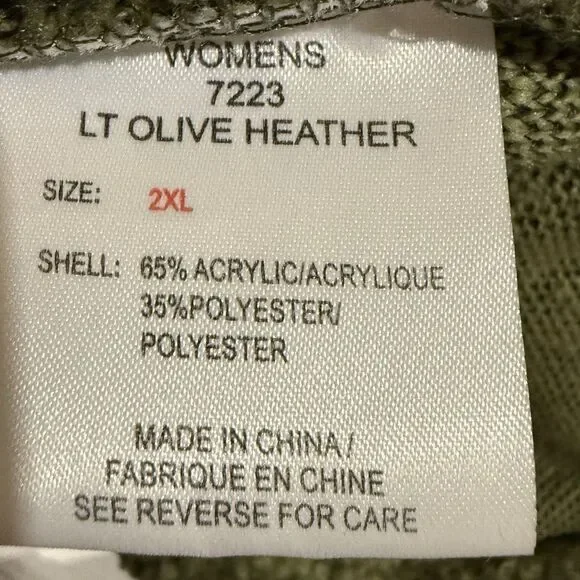 WOMENS
7223
LT OLIVE HEATHER
SIZE: 2XL
SHELL: 65% ACRYLIC/ACRYLIQUE
35%POLYESTER/
POLYESTER
MADE IN CHINA/
FABRIQUE EN CHINE
SEE REVERSE FOR CARE